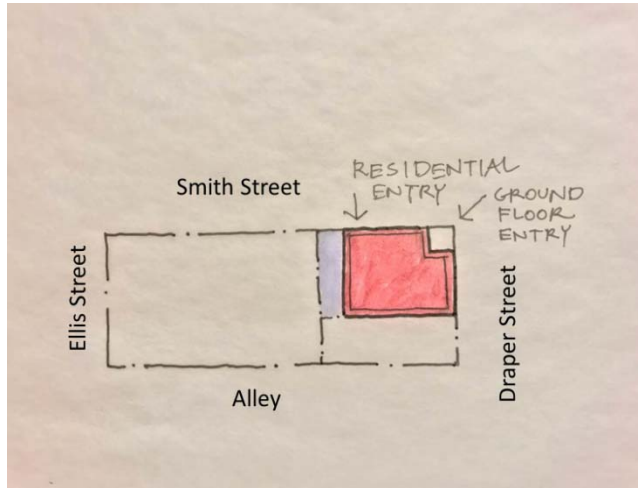 RESIDENTIAL
ENTRY
GROUND
FLOOR
ENTRY
Smith Street
Ellis Street
Draper Street
Alley